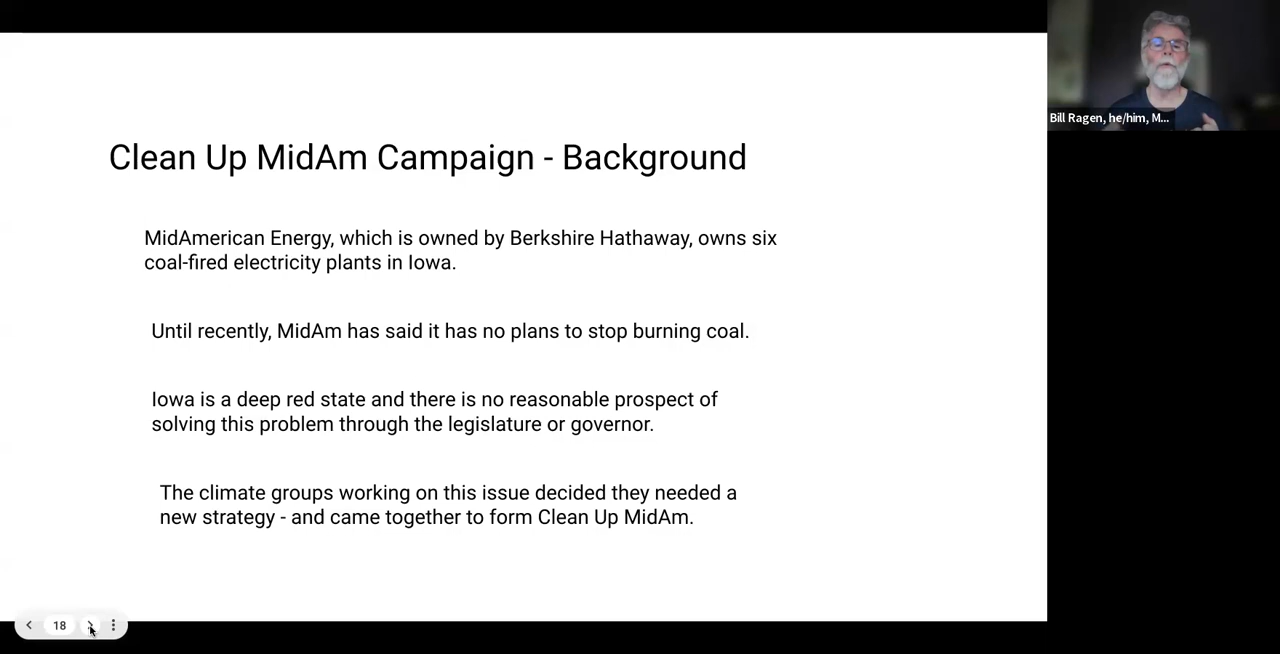 Clean Up MidAm Campaign - Background
MidAmerican Energy, which is owned by Berkshire Hathaway, owns six
coal-fired electricity plants in Iowa.
Until recently, MidAm has said it has no plans to stop burning coal.
Iowa is a deep red state and there is no reasonable prospect of
solving this problem through the legislature or governor.
The climate groups working on this issue decided they needed a
new strategy - and came together to form Clean Up MidAm.
Bill Ragen, he/him, M...
18